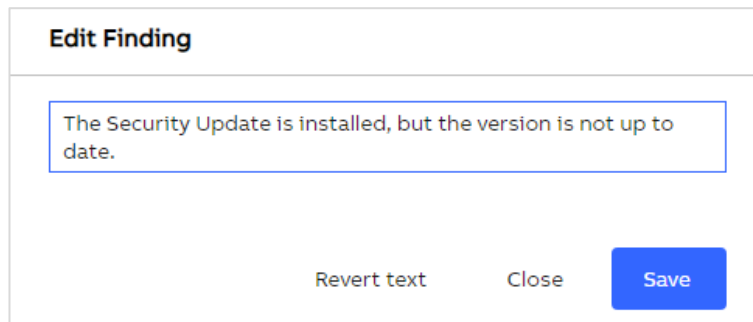 Edit Finding
The Security Update is installed, but the version is not up to
date.
Revert text Close Save